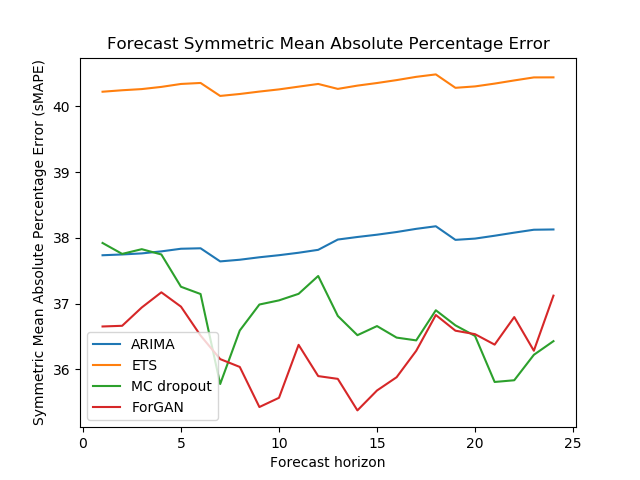 Forecast Symmetric Mean Absolute Percentage Error
Symmetric Mean Absolute Percentage Error (sMAPE)
40
39
38
37
36
ARIMA
ETS
MC dropout
ForGAN
0 5 10 15 20 25
Forecast horizon